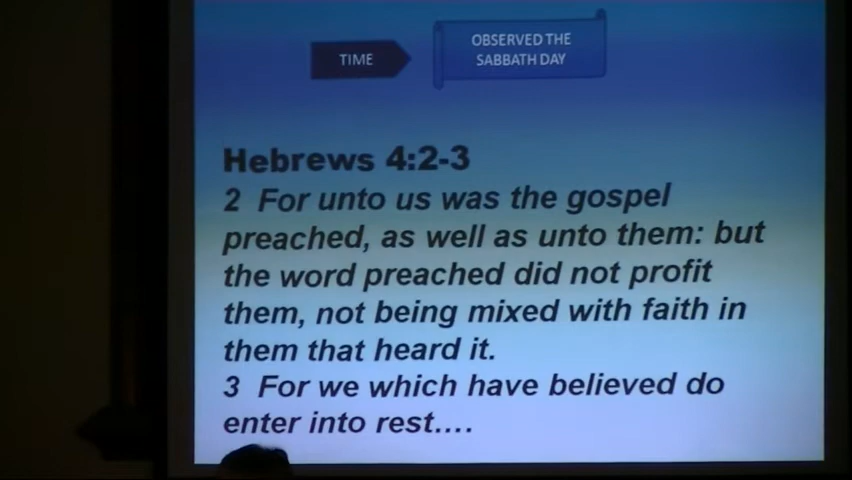 TIME
OBSERVED THE
SABBATH DAY
Hebrews 4:2-3
2 For unto us was the gospel
preached, as well as unto them: but
the word preached did not profit
them, not being mixed with faith in
them that heard it.
3 For we which have believed do
enter into rest....